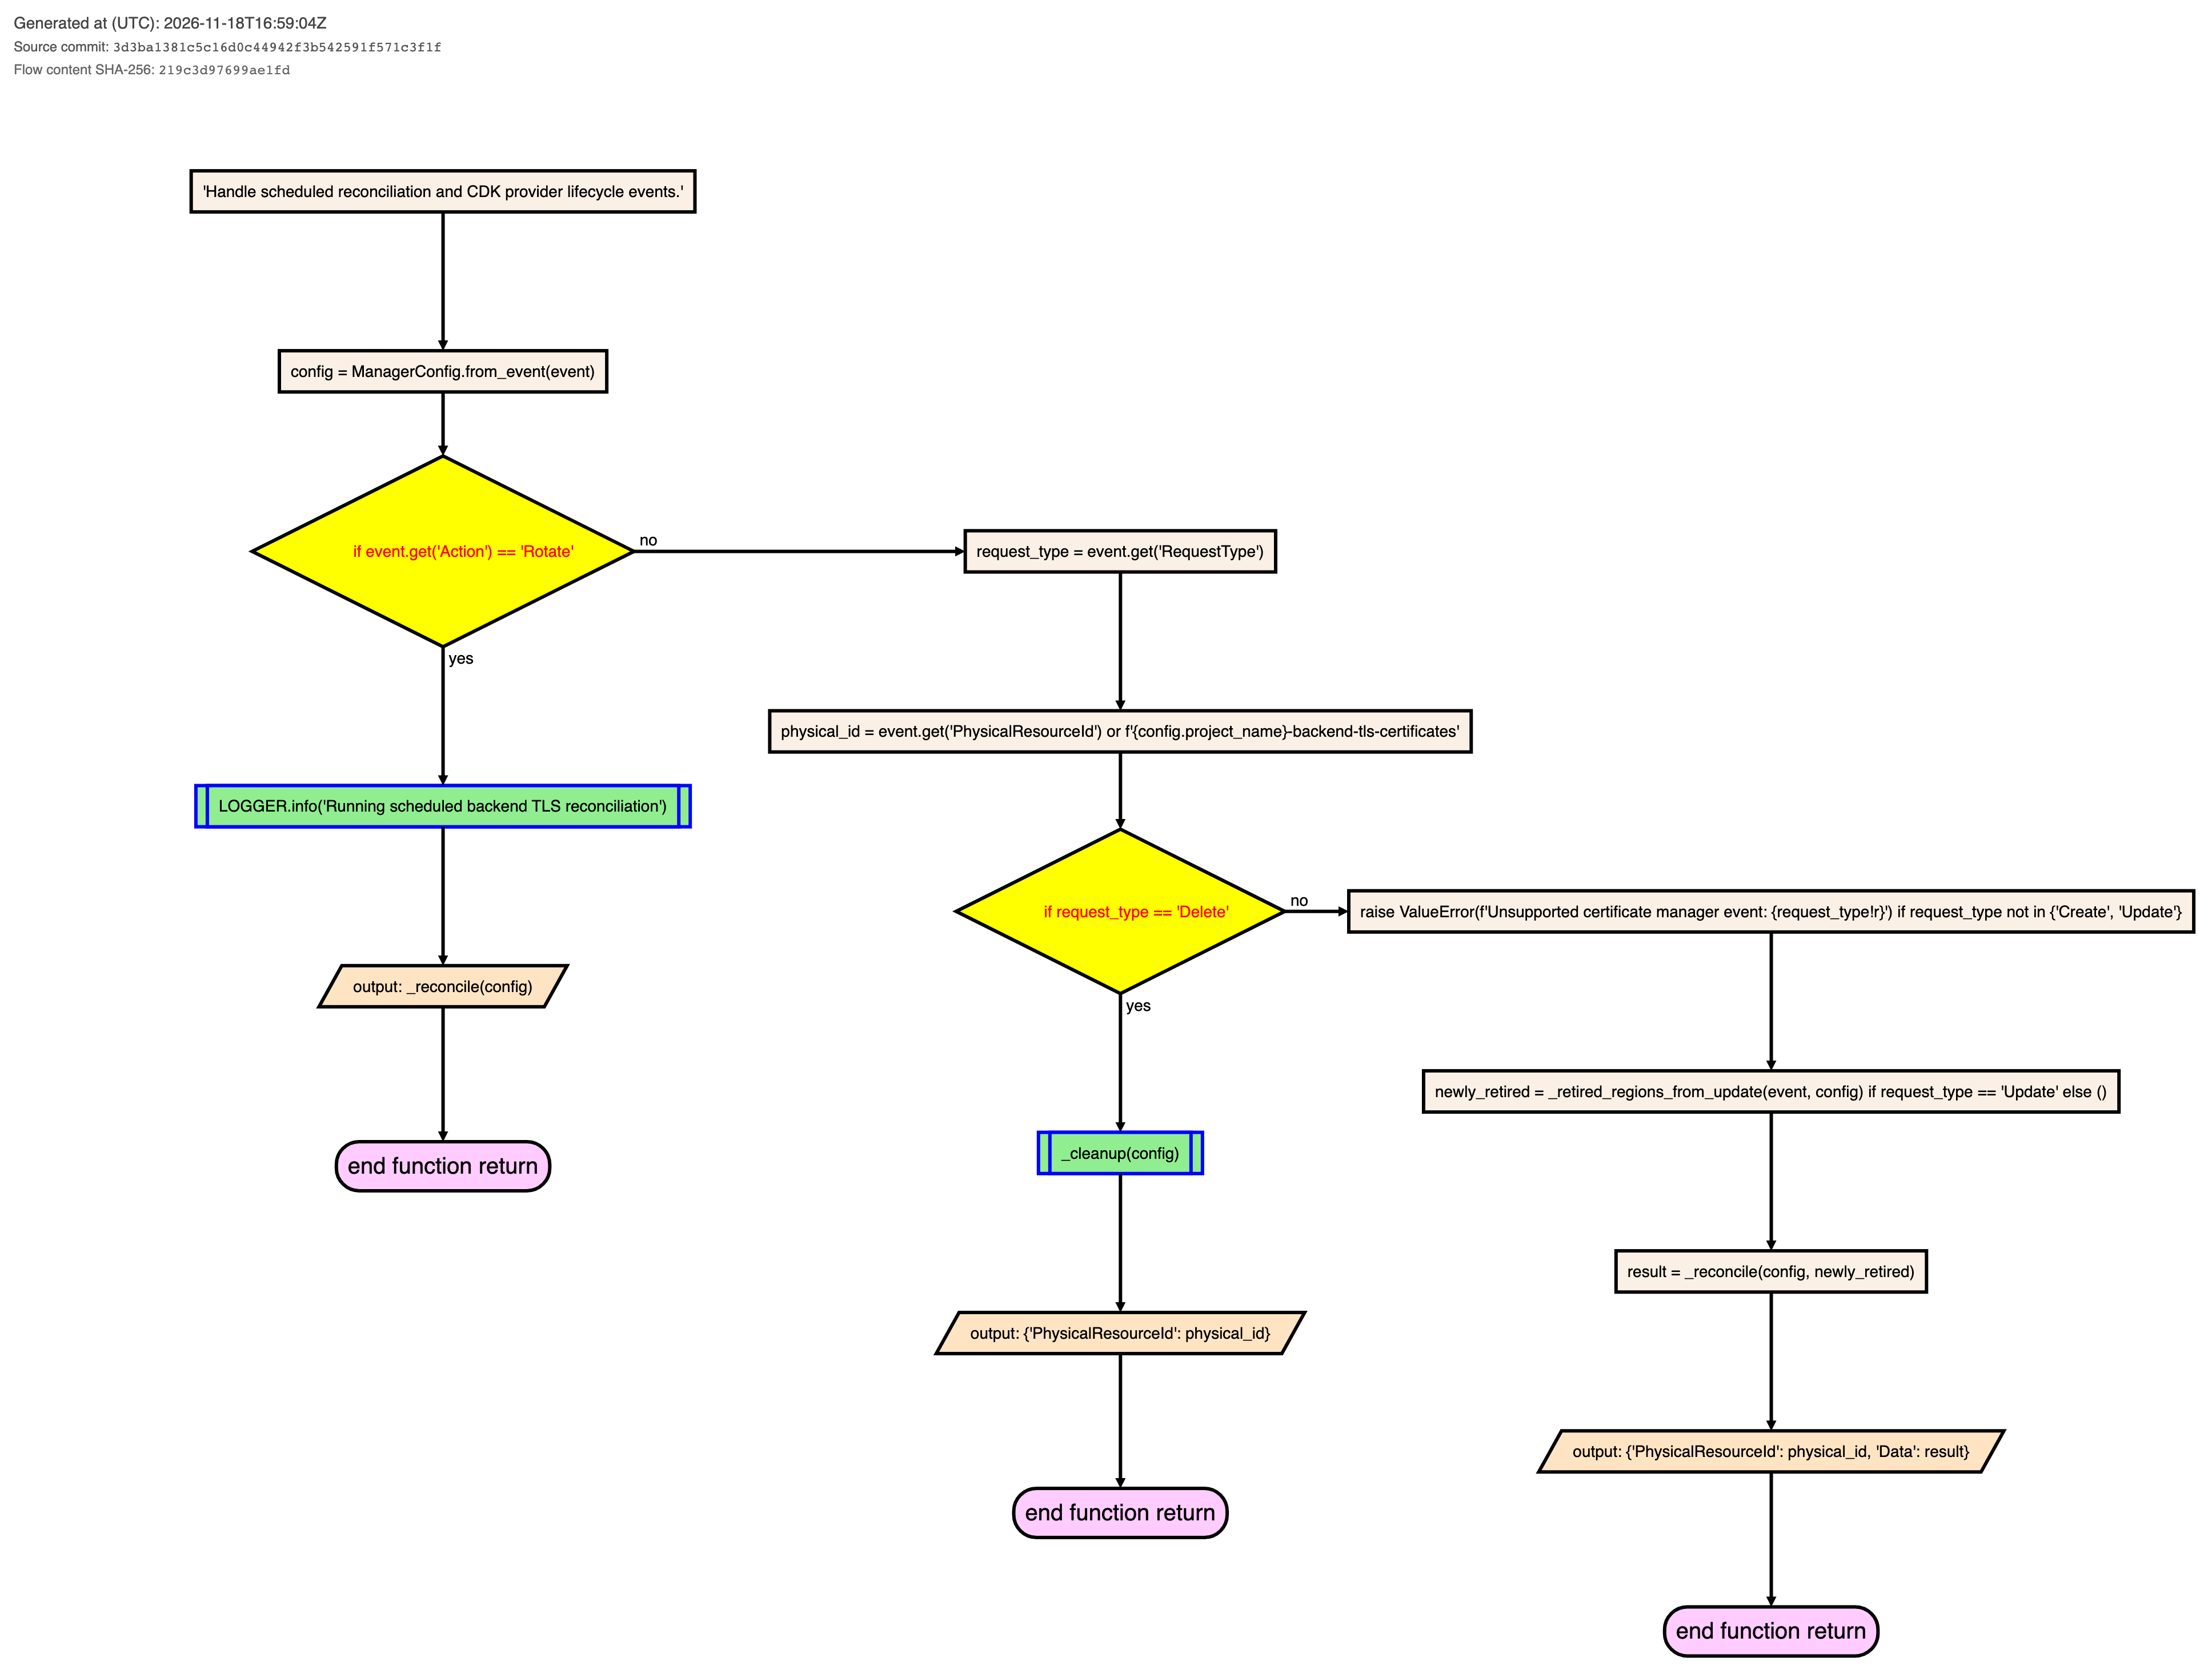 Generated at (UTC): 2026-11-18T16:59:04Z
Source commit: 3d3ba1381c5c16d0c44942f3b542591f571c3f1f
Flow content SHA-256: 219c3d97699ae1fd
'Handle scheduled reconciliation and CDK provider lifecycle events.'
config = ManagerConfig.from_event(event)
if event.get('Action') == 'Rotate'
no
request_type = event.get('RequestType')
yes
physical_id = event.get('PhysicalResourceId') or f'{config.project_name}-backend-tls-certificates'
LOGGER.info('Running scheduled backend TLS reconciliation')
if request_type == 'Delete'
no
raise ValueError(f'Unsupported certificate manager event: {request_type!r}') if request_type not in {'Create', 'Update'}
output: _reconcile(config)
yes
newly_retired = _retired_regions_from_update(event, config) if request_type == 'Update' else ()
_cleanup(config)
end function return
result = _reconcile(config, newly_retired)
output: {'PhysicalResourceId': physical_id}
output: {'PhysicalResourceId': physical_id, 'Data': result}
end function return
end function return